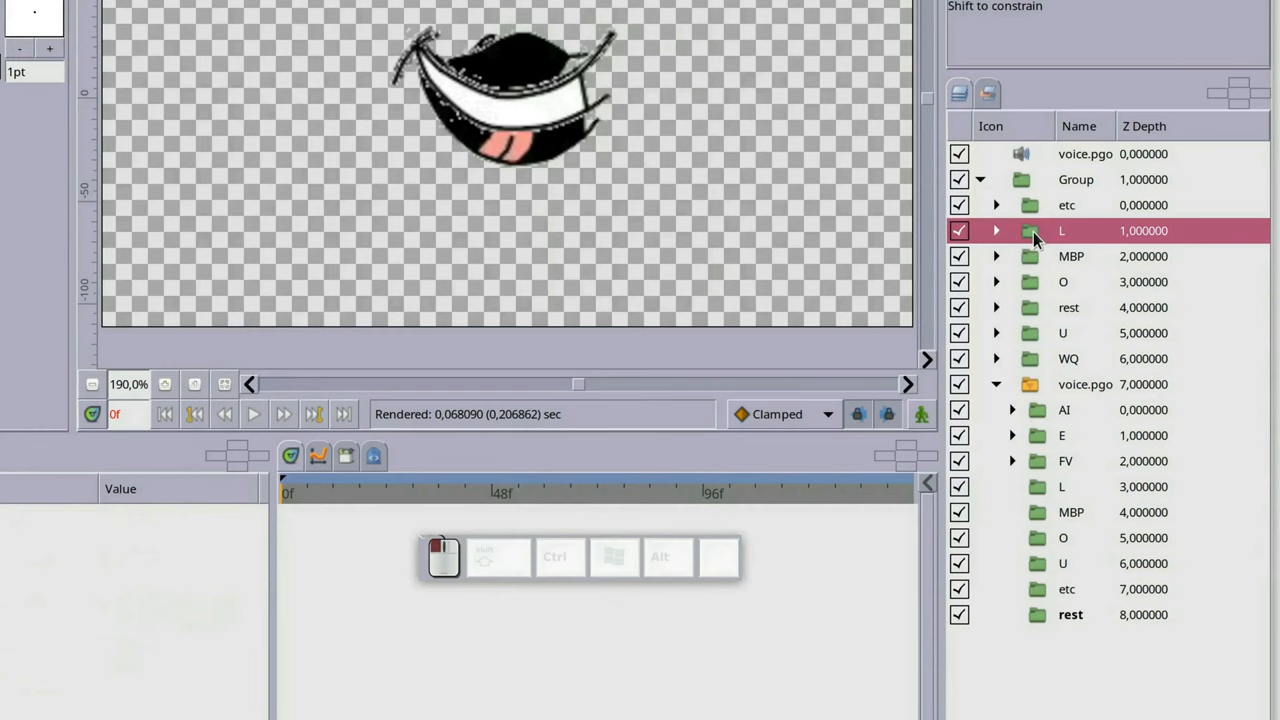 Shift to constrain
- +
1pt
0
-50
-100
Icon Name Z Depth
voice.pgo 0,000000
Group 1,000000
etc 0,000000
L 1,000000
MBP 2,000000
O 3,000000
rest 4,000000
U 5,000000
WQ 6,000000
voice.pgo 7,000000
AI 0,000000
E 1,000000
FV 2,000000
L 3,000000
MBP 4,000000
O 5,000000
U 6,000000
etc 7,000000
rest 8,000000
190,0%
0f
Rendered: 0,068090 (0,206862) sec
Clamped
Value
0f 48f 96f
Shift Ctrl Alt